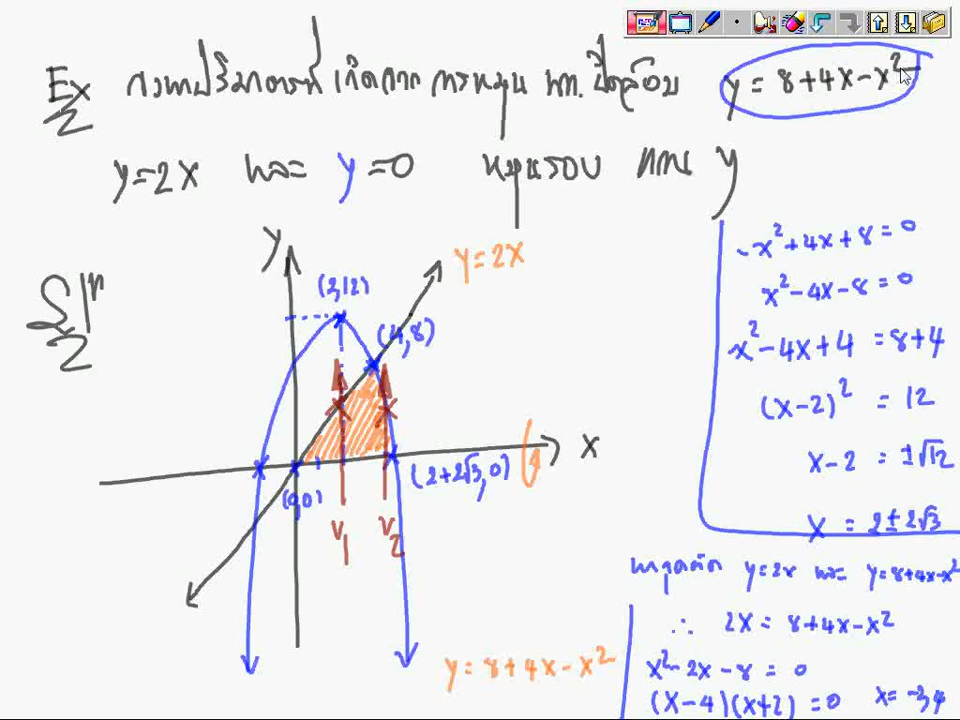 Ex จงหาปริมาตรที่เกิดจาก การหมุน พท. ปิดล้อม y = 8+4x-x²
y=2x และ y=0 หมุนรอบ แกน y
Y
y=2x
(2,12)
(4,8)
X
(0,0)
(2+2√3,0)
V₁
V₂
y=8+4x-x²
-x²+4x+8=0
x²-4x-8=0
x²-4x+4 =8+4
(x-2)² = 12
x-2 = ±√12
x = 2±2√3
หาจุดตัด y=2x และ y=8+4x-x²
∴ 2x = 8+4x-x²
x²-2x-8=0
(x-4)(x+2)=0 x=-2,4